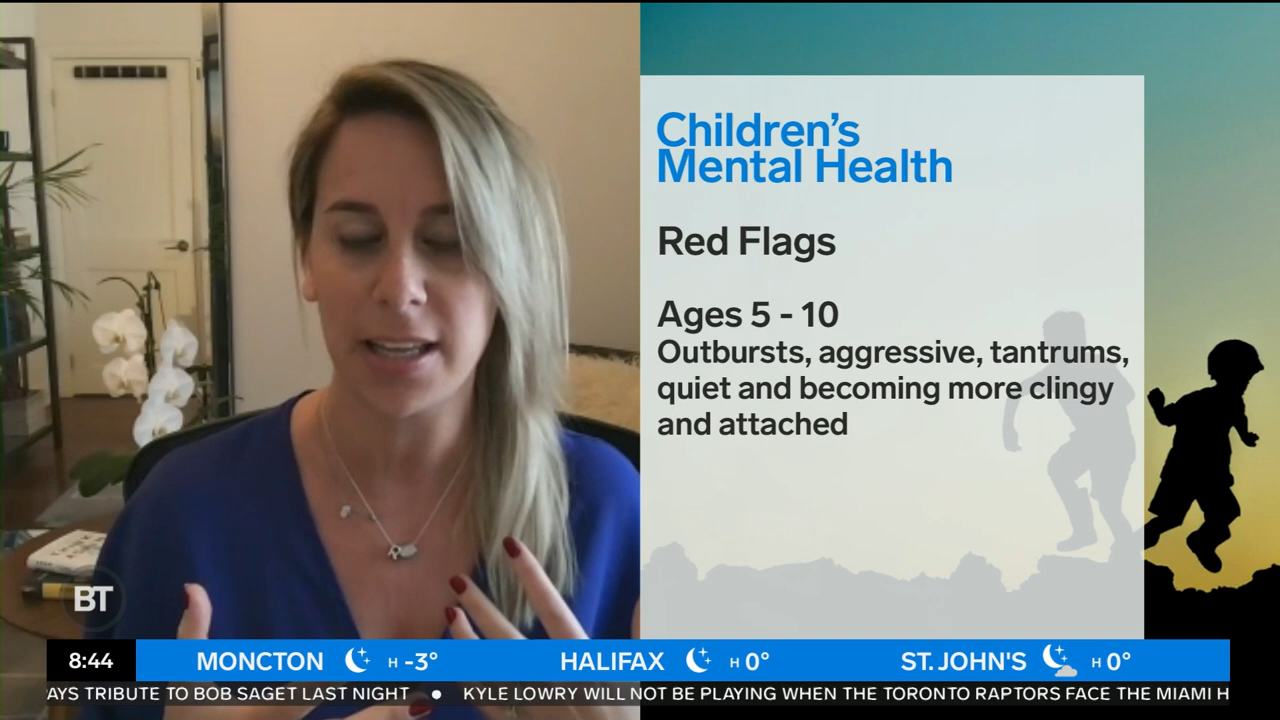 Children's
Mental Health
Red Flags
Ages 5 - 10
Outbursts, aggressive, tantrums,
quiet and becoming more clingy
and attached
BT
8:44 MONCTON H -3° HALIFAX H 0° ST. JOHN'S H 0°
AYS TRIBUTE TO BOB SAGET LAST NIGHT ● KYLE LOWRY WILL NOT BE PLAYING WHEN THE TORONTO RAPTORS FACE THE MIAMI H